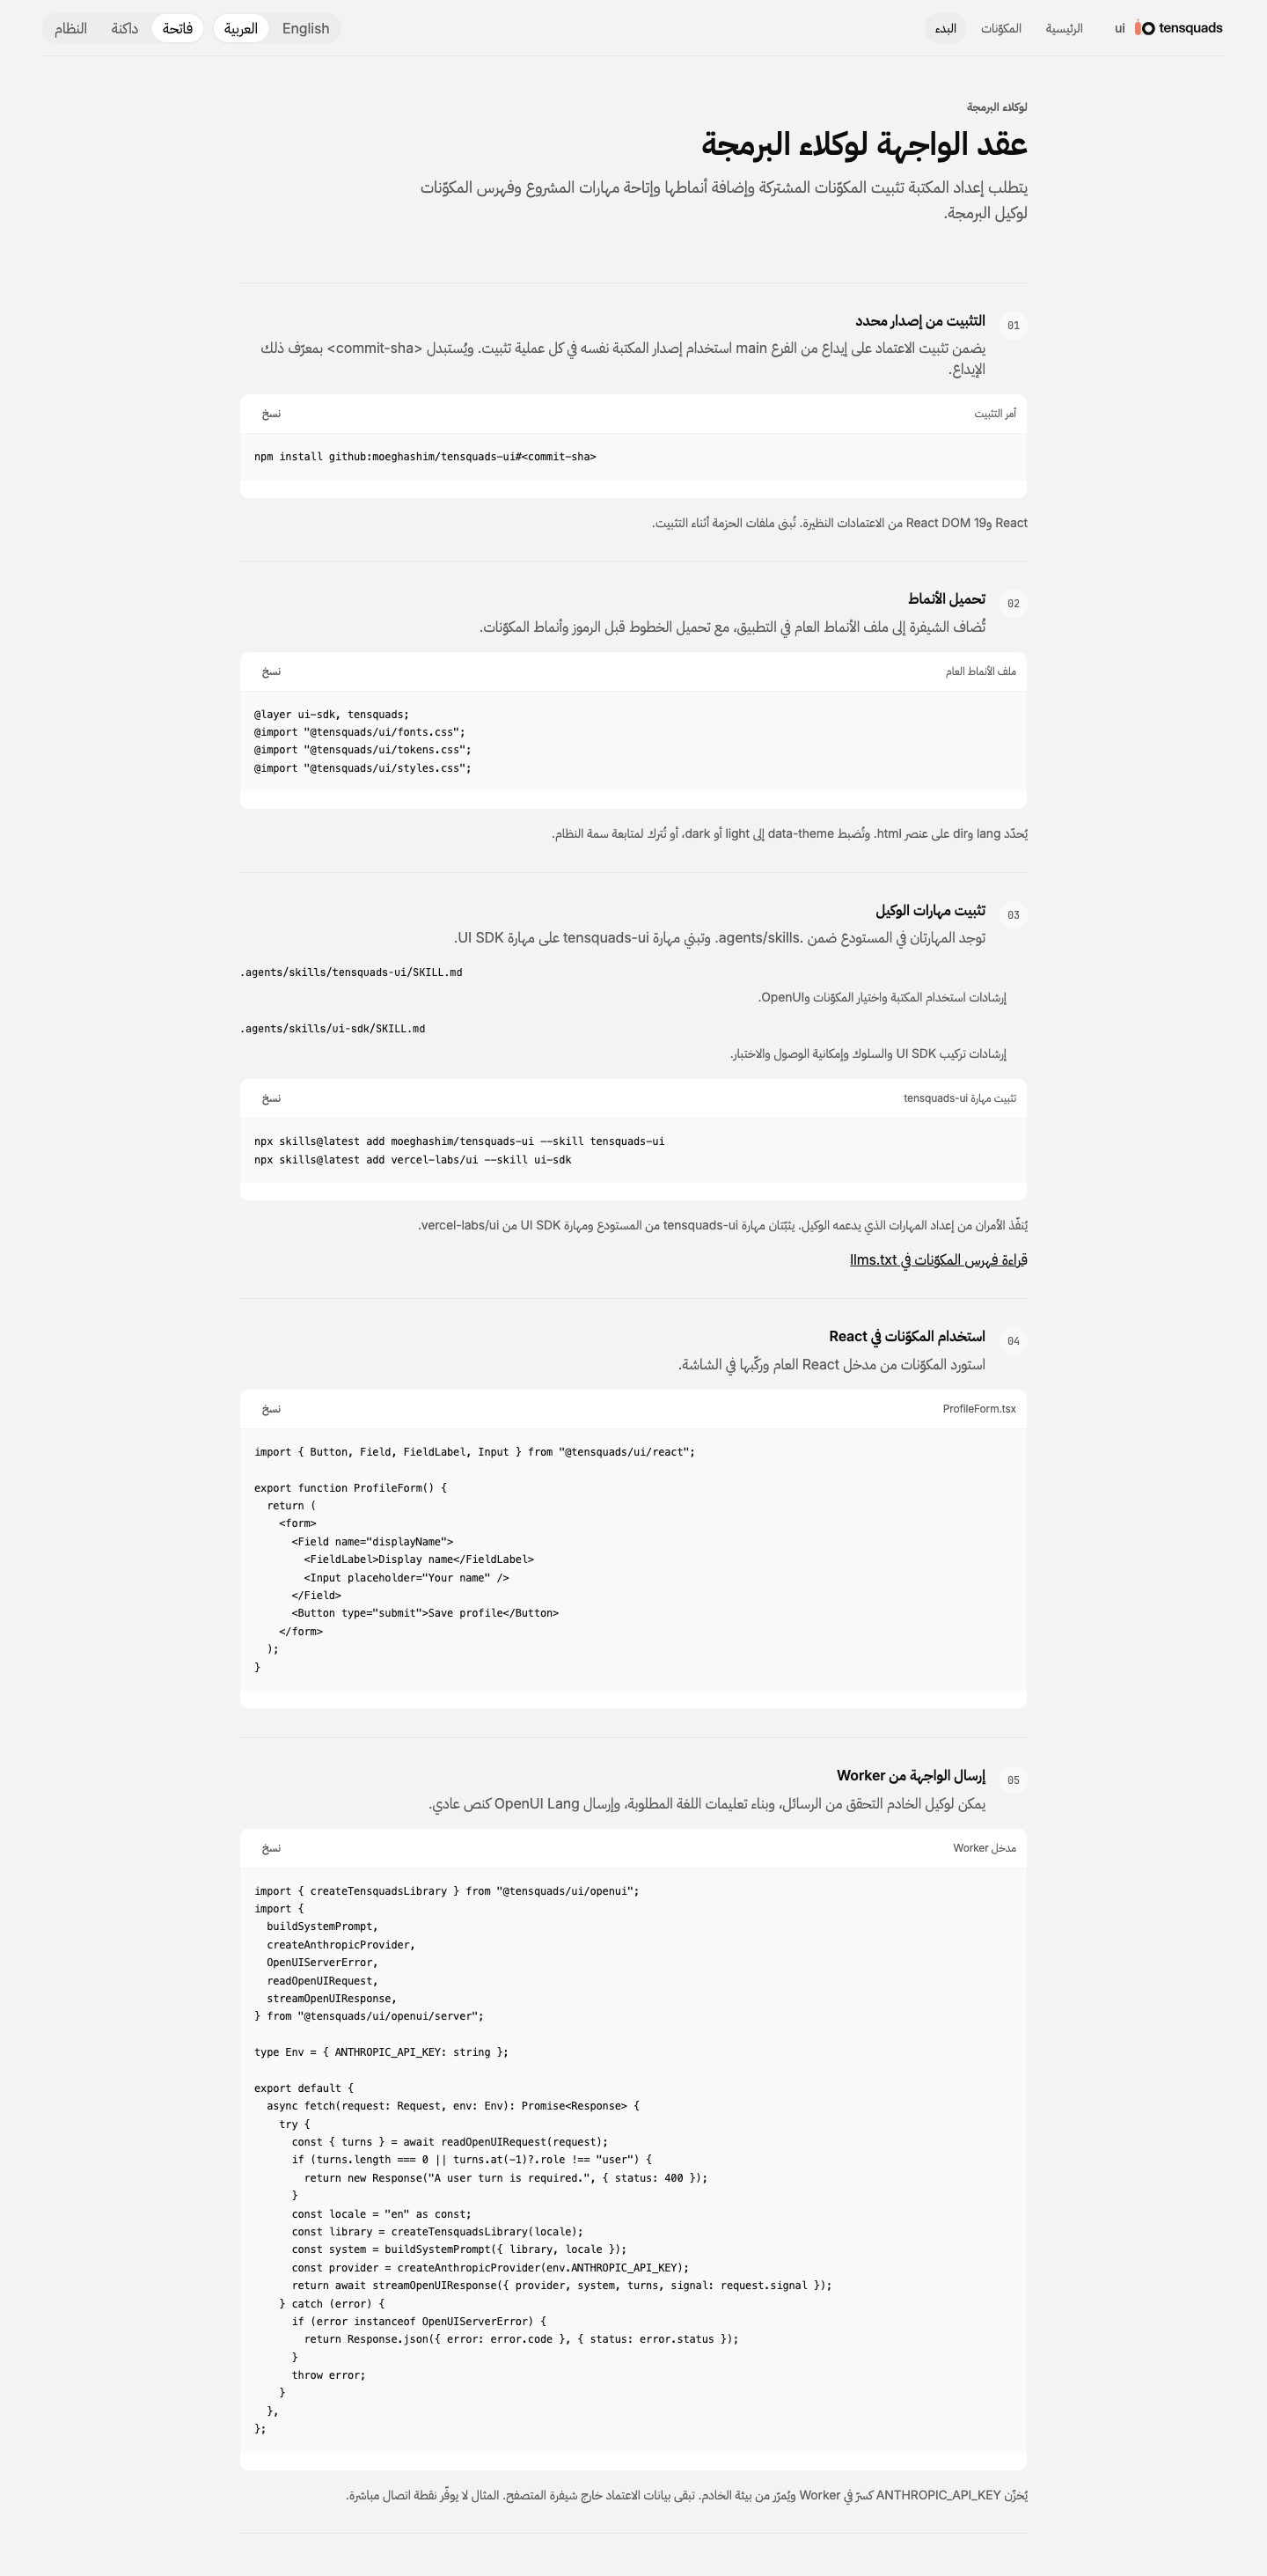 tensquads ui
الرئيسية
المكوّنات
البدء
English
العربية
فاتحة
داكنة
النظام
لوكلاء البرمجة
عقد الواجهة لوكلاء البرمجة
يتطلب إعداد المكتبة تثبيت المكوّنات المشتركة وإضافة أنماطها وإتاحة مهارات المشروع وفهرس المكوّنات
لوكيل البرمجة.
01
التثبيت من إصدار محدد
يضمن تثبيت الاعتماد على إيداع من الفرع main استخدام إصدار المكتبة نفسه في كل عملية تثبيت. ويُستبدل <commit-sha> بمعرّف ذلك
الإيداع.
أمر التثبيت
نسخ
npm install github:moeghashim/tensquads-ui#<commit-sha>
React وReact DOM 19 من الاعتمادات النظيرة. تُبنى ملفات الحزمة أثناء التثبيت.
02
تحميل الأنماط
تُضاف الشيفرة إلى ملف الأنماط العام في التطبيق، مع تحميل الخطوط قبل الرموز وأنماط المكوّنات.
ملف الأنماط العام
نسخ
@layer ui-sdk, tensquads;
@import "@tensquads/ui/fonts.css";
@import "@tensquads/ui/tokens.css";
@import "@tensquads/ui/styles.css";
يُحدّد lang وdir على عنصر html. وتُضبط data-theme إلى light أو dark، أو تُترك لمتابعة سمة النظام.
03
تثبيت مهارات الوكيل
توجد المهارتان في المستودع ضمن .agents/skills. وتبني مهارة tensquads-ui على مهارة UI SDK.
.agents/skills/tensquads-ui/SKILL.md
إرشادات استخدام المكتبة واختيار المكوّنات وOpenUI.
.agents/skills/ui-sdk/SKILL.md
إرشادات تركيب UI SDK والسلوك وإمكانية الوصول والاختبار.
تثبيت مهارة tensquads-ui
نسخ
npx skills@latest add moeghashim/tensquads-ui --skill tensquads-ui
npx skills@latest add vercel-labs/ui --skill ui-sdk
يُنفّذ الأمران من إعداد المهارات الذي يدعمه الوكيل. يثبّتان مهارة tensquads-ui من المستودع ومهارة UI SDK من vercel-labs/ui.
قراءة فهرس المكوّنات في llms.txt
04
استخدام المكوّنات في React
استورد المكوّنات من مدخل React العام وركّبها في الشاشة.
ProfileForm.tsx
نسخ
import { Button, Field, FieldLabel, Input } from "@tensquads/ui/react";
export function ProfileForm() {
  return (
    <form>
      <Field name="displayName">
        <FieldLabel>Display name</FieldLabel>
        <Input placeholder="Your name" />
      </Field>
      <Button type="submit">Save profile</Button>
    </form>
  );
}
05
إرسال الواجهة من Worker
يمكن لوكيل الخادم التحقق من الرسائل، وبناء تعليمات اللغة المطلوبة، وإرسال OpenUI Lang كنص عادي.
مدخل Worker
نسخ
import { createTensquadsLibrary } from "@tensquads/ui/openui";
import {
  buildSystemPrompt,
  createAnthropicProvider,
  OpenUIServerError,
  readOpenUIRequest,
  streamOpenUIResponse,
} from "@tensquads/ui/openui/server";
type Env = { ANTHROPIC_API_KEY: string };
export default {
  async fetch(request: Request, env: Env): Promise<Response> {
    try {
      const { turns } = await readOpenUIRequest(request);
      if (turns.length === 0 || turns.at(-1)?.role !== "user") {
        return new Response("A user turn is required.", { status: 400 });
      }
      const locale = "en" as const;
      const library = createTensquadsLibrary(locale);
      const system = buildSystemPrompt({ library, locale });
      const provider = createAnthropicProvider(env.ANTHROPIC_API_KEY);
      return await streamOpenUIResponse({ provider, system, turns, signal: request.signal });
    } catch (error) {
      if (error instanceof OpenUIServerError) {
        return Response.json({ error: error.code }, { status: error.status });
      }
      throw error;
    }
  },
};
يُخزّن ANTHROPIC_API_KEY كسرّ في Worker ويُمرّر من بيئة الخادم. تبقى بيانات الاعتماد خارج شيفرة المتصفح. المثال لا يوفّر نقطة اتصال مباشرة.